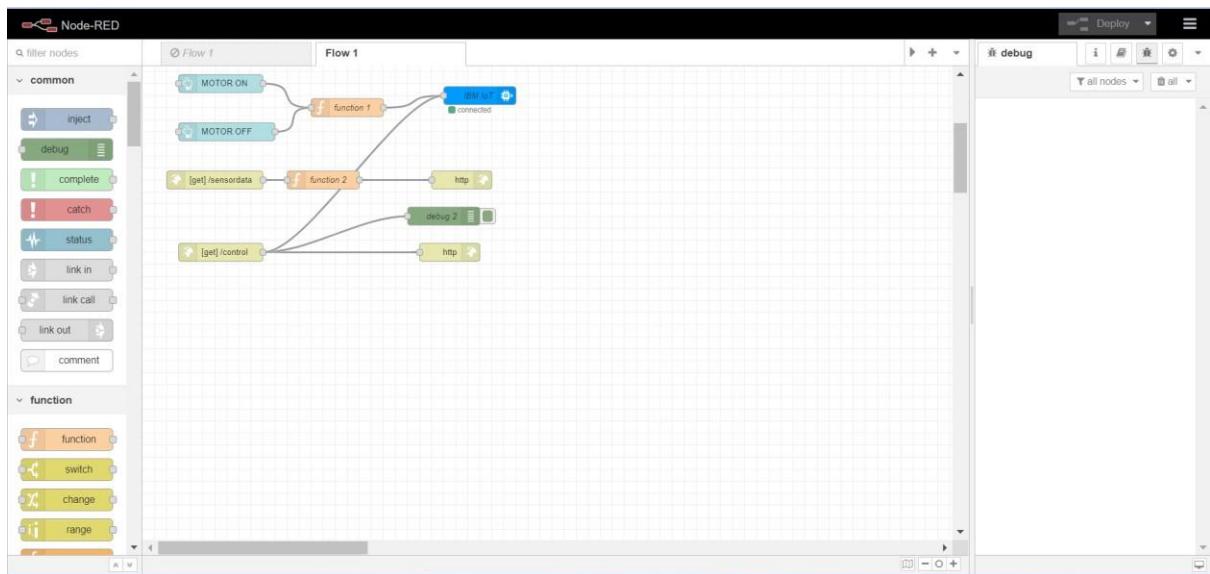 Node-RED
Deploy
filter nodes
Flow 1
Flow 1
debug
i
all nodes
all
common
inject
debug
complete
catch
status
link in
link call
link out
comment
function
function
switch
change
range
MOTOR ON
MOTOR OFF
function 1
IBM IoT
connected
[get] /sensordata
function 2
http
debug 2
[get] /control
http